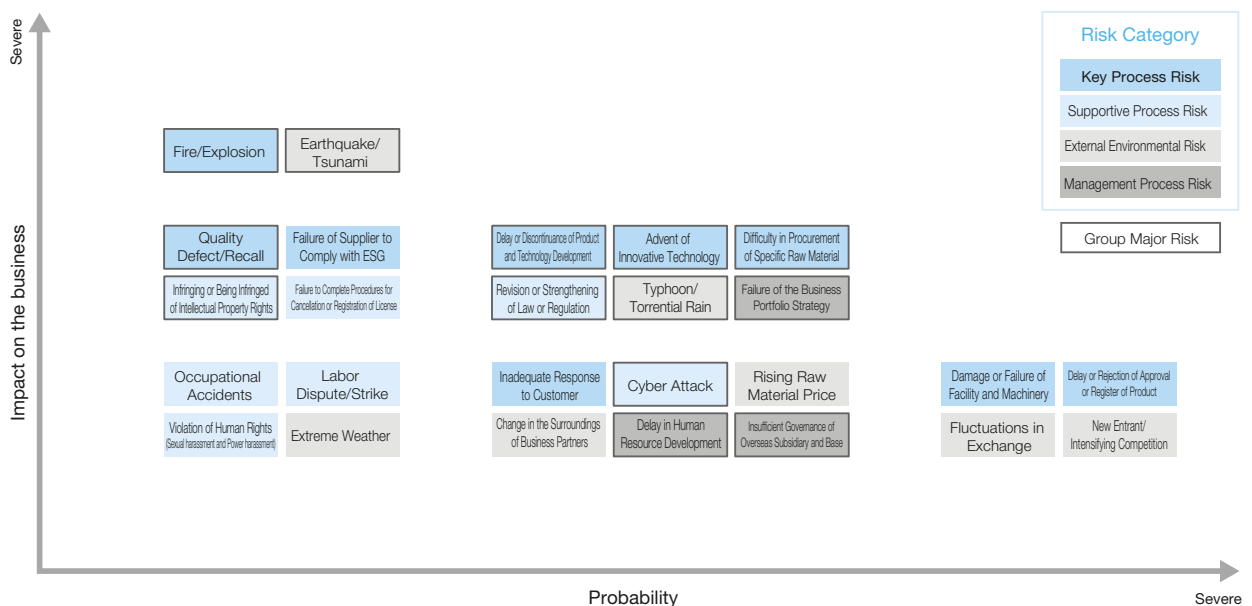 Severe
Impact on the business
Risk Category
Key Process Risk
Supportive Process Risk
External Environmental Risk
Management Process Risk
Group Major Risk
Fire/Explosion
Earthquake/
Tsunami
Quality
Defect/Recall
Failure of Supplier to
Comply with ESG
Infringing or Being Infringed
of Intellectual Property Rights
Failure to Complete Procedures for
Cancellation or Registration of License
Delay or Discontinuance of Product
and Technology Development
Advent of
Innovative Technology
Difficulty in Procurement
of Specific Raw Material
Revision or Strengthening
of Law or Regulation
Typhoon/
Torrential Rain
Failure of the Business
Portfolio Strategy
Occupational
Accidents
Labor
Dispute/Strike
Violation of Human Rights
(Sexual harassment and Power harassment)
Extreme Weather
Inadequate Response
to Customer
Cyber Attack
Rising Raw
Material Price
Change in the Surroundings
of Business Partners
Delay in Human
Resource Development
Insufficient Governance of
Overseas Subsidiary and Base
Damage or Failure of
Facility and Machinery
Delay or Rejection of Approval
or Register of Product
Fluctuations in
Exchange
New Entrant/
Intensifying Competition
Probability
Severe